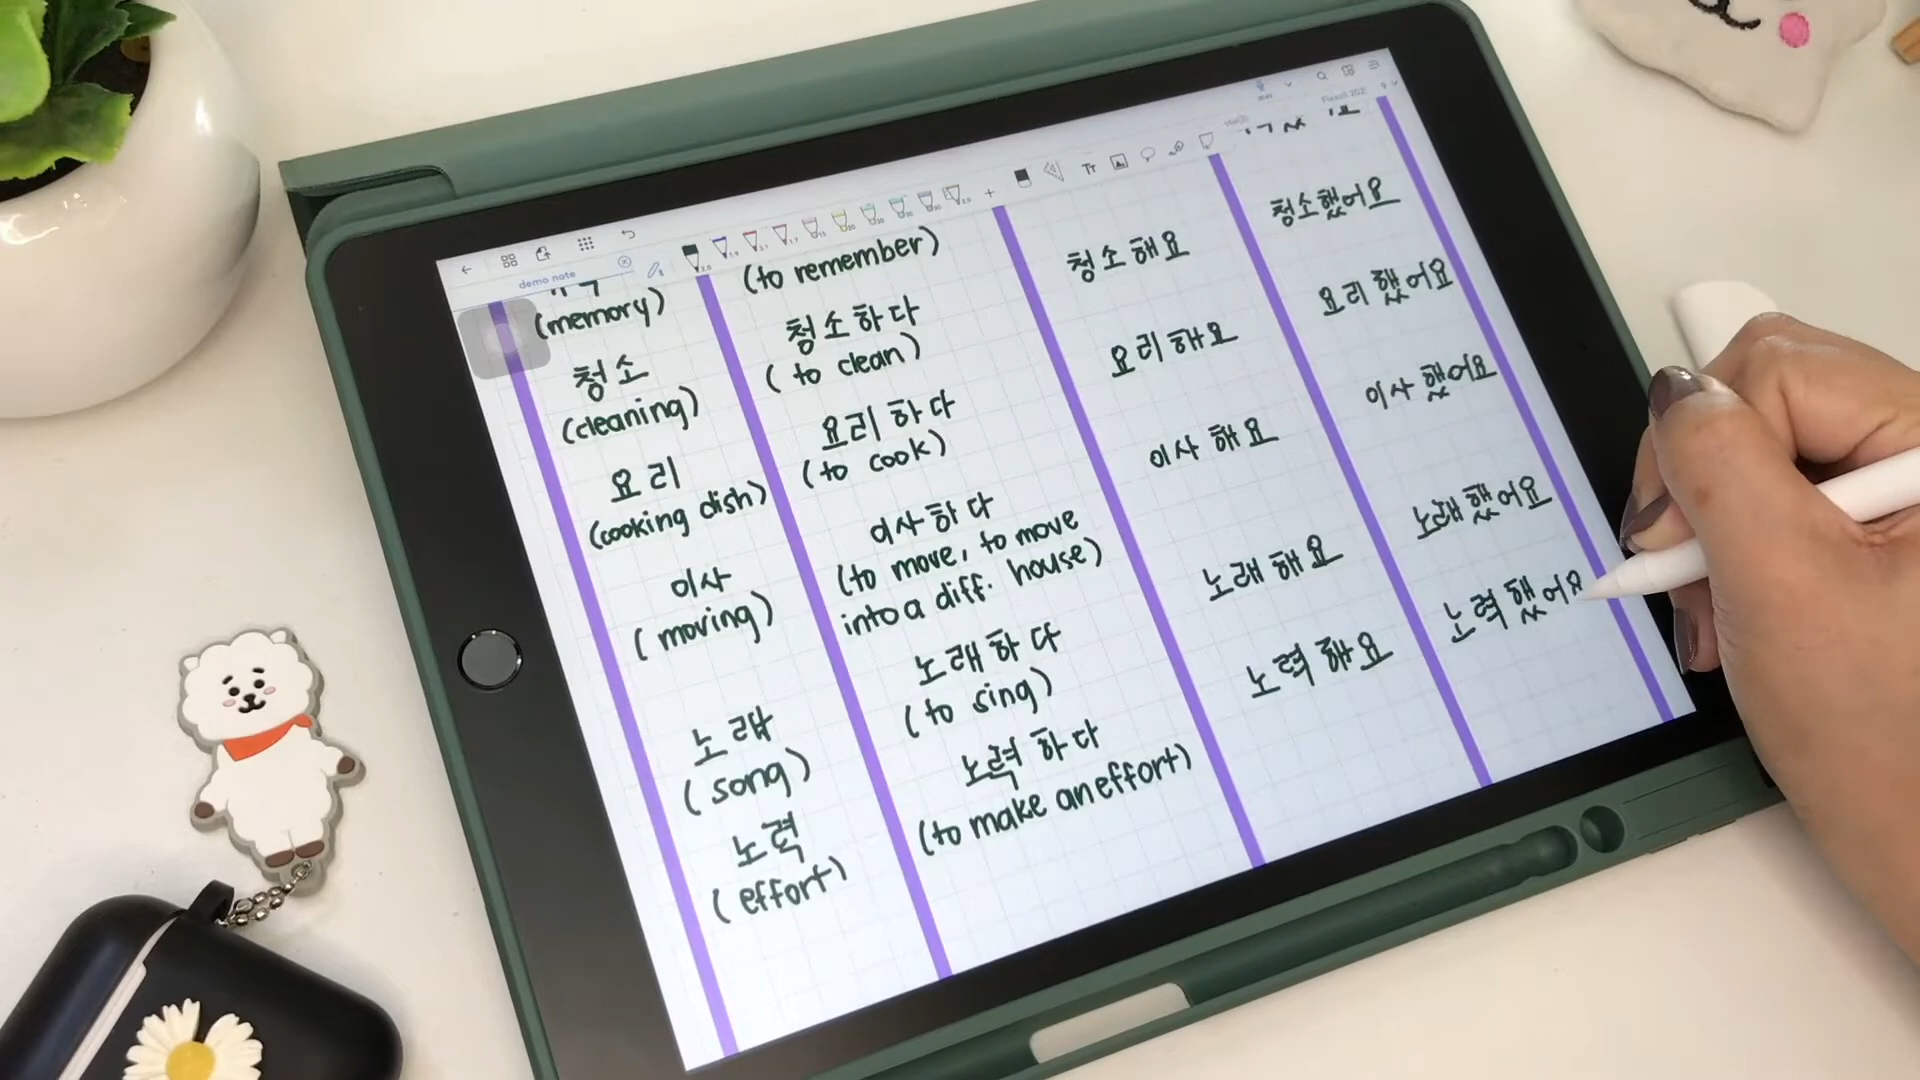 demo note
(memory)
청소
(cleaning)
요리
(cooking dish)
이사
(moving)
노래
(song)
노력
(effort)
(to remember)
청소하다
(to clean)
요리하다
(to cook)
이사하다
(to move, to move
into a diff. house)
노래하다
(to sing)
노력 하다
(to make an effort)
청소해요
요리해요
이사 해요
노래 해요
노력 해요
청소했어요
요리 했어요
이사 했어요
노래 했어요
노력 했어요